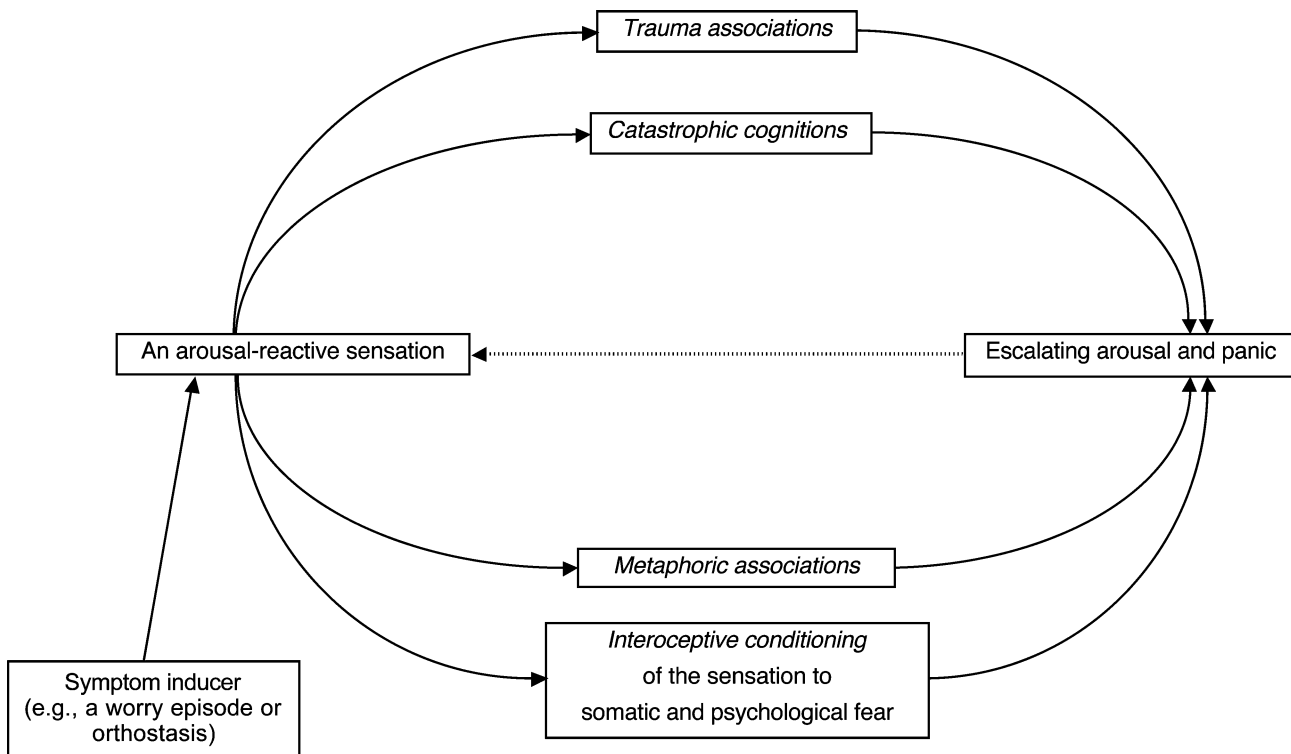 Trauma associations
Catastrophic cognitions
An arousal-reactive sensation
Escalating arousal and panic
Metaphoric associations
Interoceptive conditioning
of the sensation to
somatic and psychological fear
Symptom inducer
(e.g., a worry episode or
orthostasis)